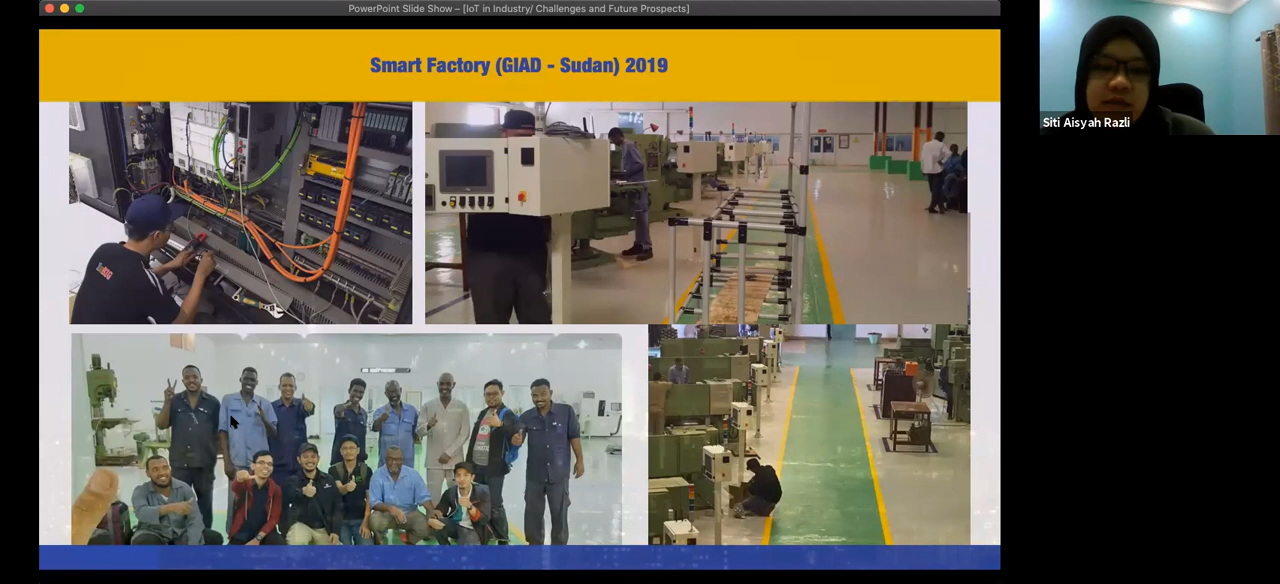 PowerPoint Slide Show – [IoT in Industry/ Challenges and Future Prospects]
Smart Factory (GIAD - Sudan) 2019
Siti Aisyah Razli